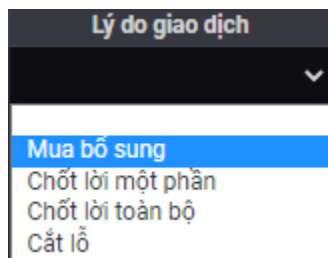 Lý do giao dịch
Mua bổ sung
Chốt lời một phần
Chốt lời toàn bộ
Cắt lỗ